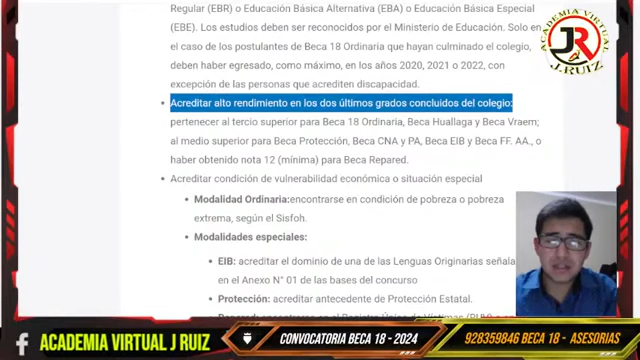 Regular (EBR) o Educación Básica Alternativa (EBA) o Educación Básica Especial
(EBE). Los estudios deben ser reconocidos por el Ministerio de Educación. Solo en
el caso de los postulantes de Beca 18 Ordinaria que hayan culminado el colegio,
deben haber egresado, como máximo, en los años 2020, 2021 o 2022, con
excepción de las personas que acrediten discapacidad.
Acreditar alto rendimiento en los dos últimos grados concluidos del colegio:
pertenecer al tercio superior para Beca 18 Ordinaria, Beca Huallaga y Beca Vraem;
al medio superior para Beca Protección, Beca CNA y PA, Beca EIB y Beca FF. AA., o
haber obtenido nota 12 (mínima) para Beca Repared.
Acreditar condición de vulnerabilidad económica o situación especial
Modalidad Ordinaria:encontrarse en condición de pobreza o pobreza
extrema, según el Sisfoh.
Modalidades especiales:
EIB: acreditar el dominio de una de las Lenguas Originarias señala
en el Anexo N° 01 de las bases del concurso
Protección: acreditar antecedente de Protección Estatal.
ACADEMIA VIRTUAL
JR
J.RUIZ
f ACADEMIA VIRTUAL J RUIZ
CONVOCATORIA BECA 18 - 2024
928359846 BECA 18 - ASESORIAS